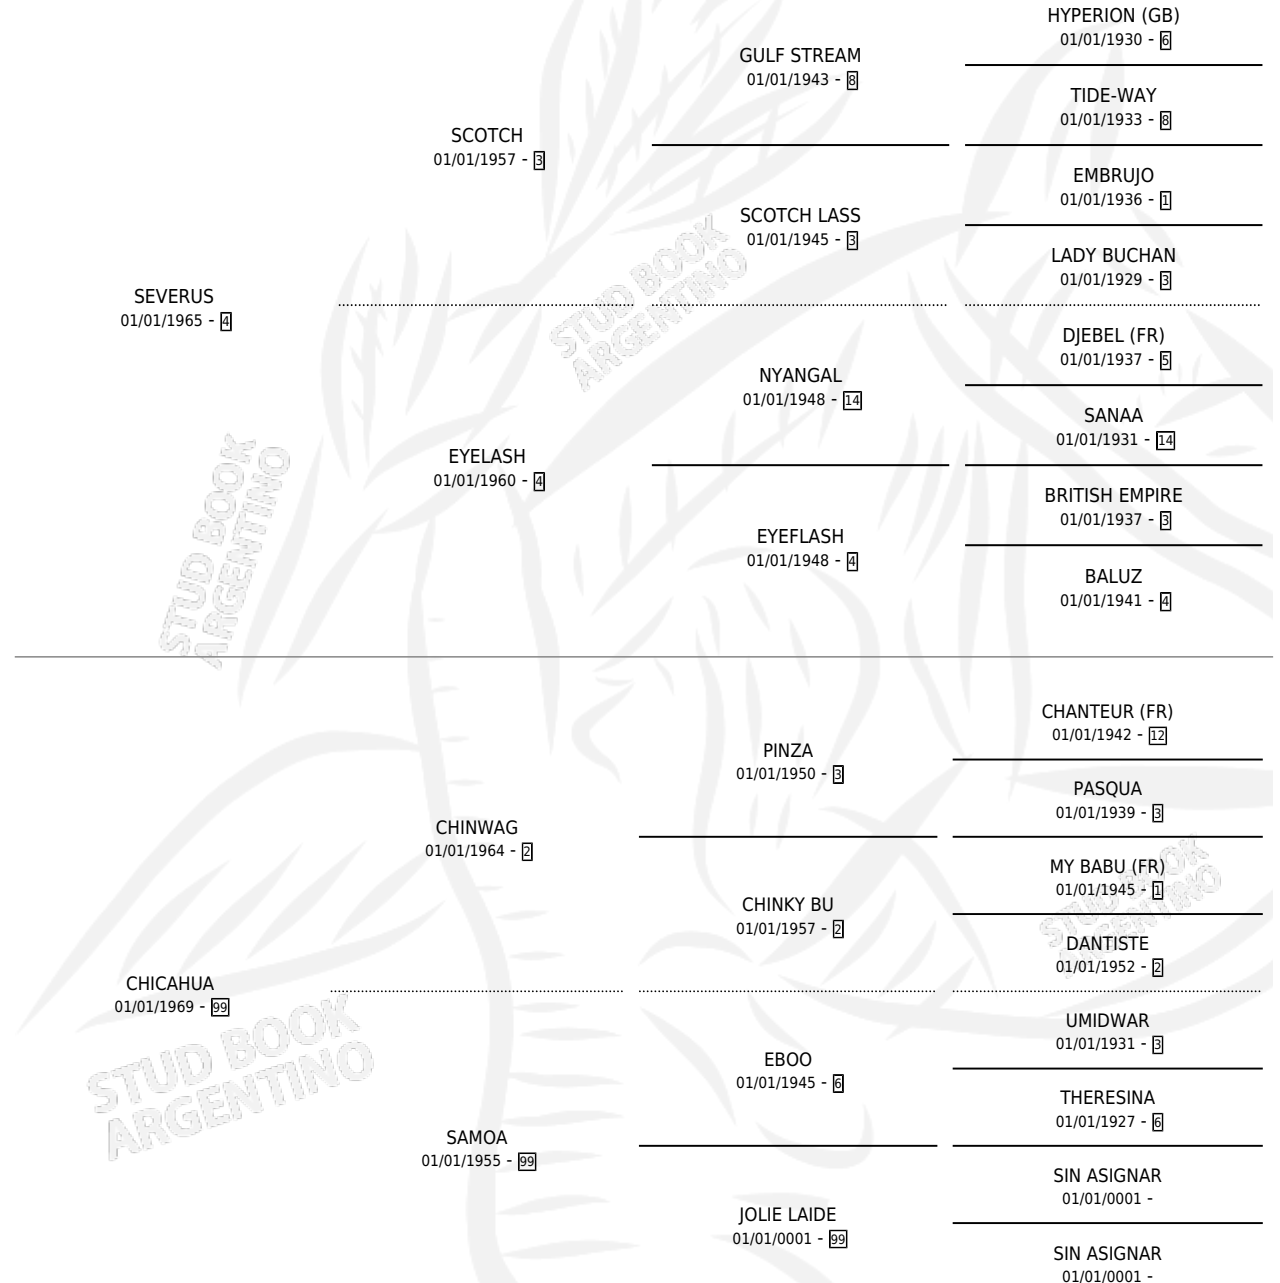 HYPERION (GB)
01/01/1930 - 6
GULF STREAM
01/01/1943 - 8
TIDE-WAY
01/01/1933 - 8
SCOTCH
01/01/1957 - 3
EMBRUJO
01/01/1936 - 1
SCOTCH LASS
01/01/1945 - 3
LADY BUCHAN
01/01/1929 - 3
SEVERUS
01/01/1965 - 4
STUD BOOK
ARGENTINO
DJEBEL (FR)
01/01/1937 - 5
NYANGAL
01/01/1948 - 14
SANAA
01/01/1931 - 14
EYELASH
01/01/1960 - 4
BRITISH EMPIRE
01/01/1937 - 3
EYEFLASH
01/01/1948 - 4
BALUZ
01/01/1941 - 4
STUD BOOK
ARGENTINO
CHANTEUR (FR)
01/01/1942 - 12
PINZA
01/01/1950 - 3
PASQUA
01/01/1939 - 3
CHINWAG
01/01/1964 - 2
MY BABU (FR)
01/01/1945 - 1
CHINKY BU
01/01/1957 - 2
STUD BOOK
ARGENTINO
DANTISTE
01/01/1952 - 2
CHICAHUA
01/01/1969 - 99
UMIDWAR
01/01/1931 - 3
EBOO
01/01/1945 - 6
THERESINA
01/01/1927 - 6
STUD BOOK
ARGENTINO
SAMOA
01/01/1955 - 99
SIN ASIGNAR
01/01/0001 -
JOLIE LAIDE
01/01/0001 - 99
SIN ASIGNAR
01/01/0001 -